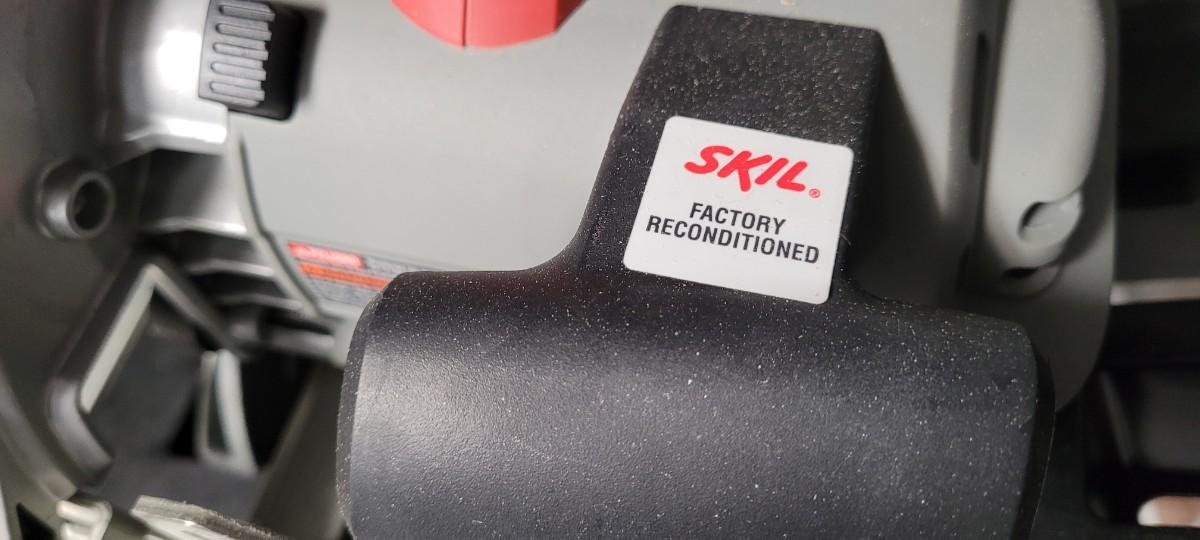 SKIL®
FACTORY
RECONDITIONED